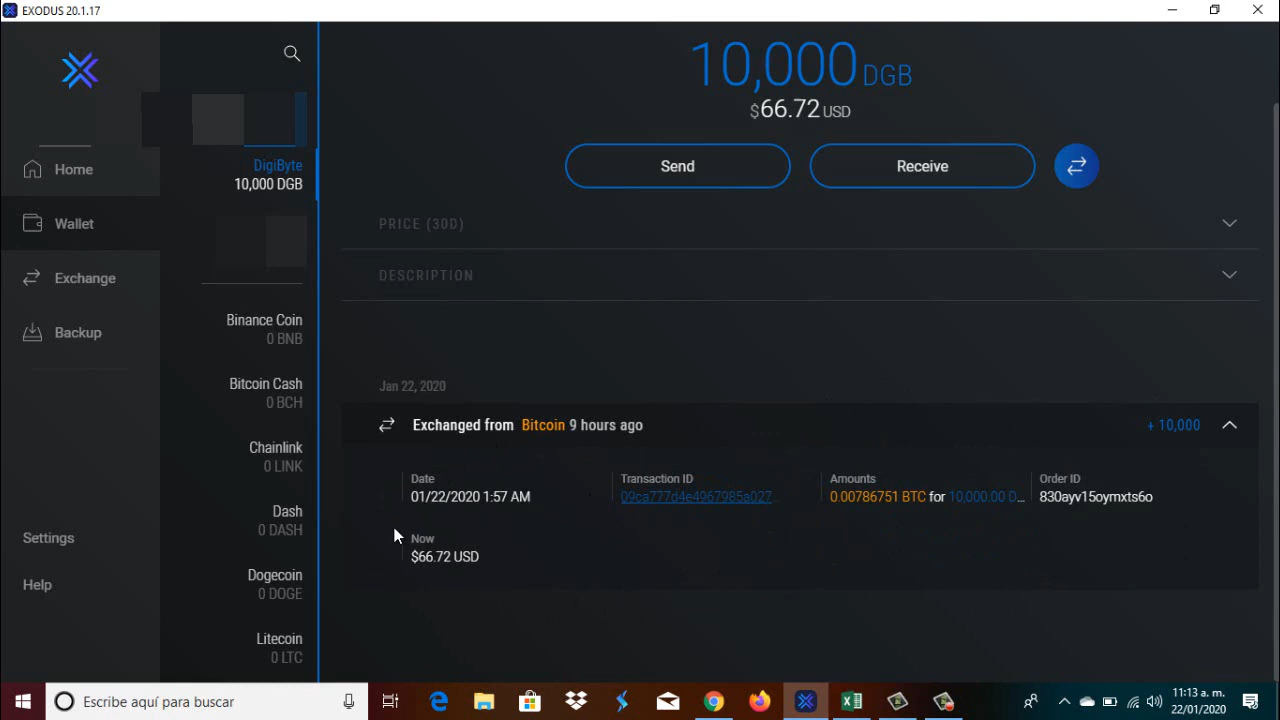 EXODUS 20.1.17
Home
Wallet
Exchange
Backup
Settings
Help
DigiByte
10,000 DGB
Binance Coin
0 BNB
Bitcoin Cash
0 BCH
Chainlink
0 LINK
Dash
0 DASH
Dogecoin
0 DOGE
Litecoin
0 LTC
10,000 DGB
$66.72 USD
Send
Receive
PRICE (30D)
DESCRIPTION
Jan 22, 2020
Exchanged from Bitcoin 9 hours ago
+ 10,000
Date
01/22/2020 1:57 AM
Transaction ID
09ca777d4e4967985a027...
Amounts
0.00786751 BTC for 10,000.00 D...
Order ID
830ayv15oymxts6o
Now
$66.72 USD
Escribe aquí para buscar
11:13 a. m.
22/01/2020